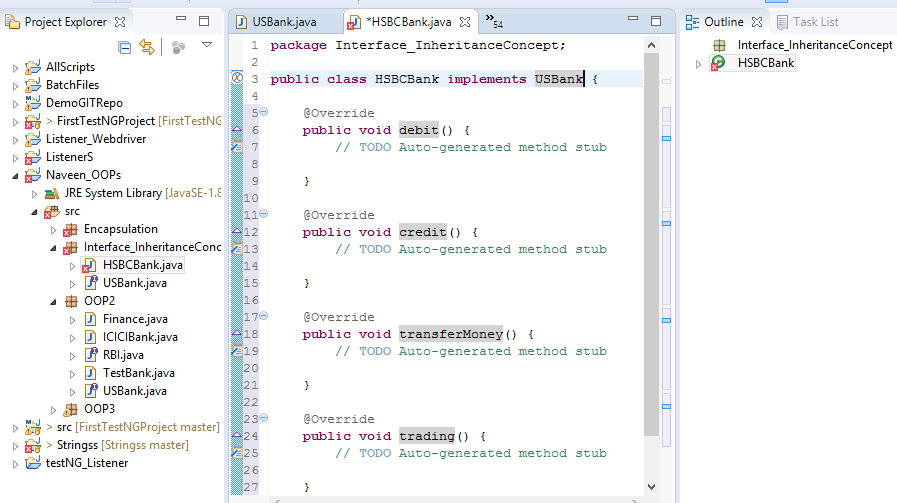 Project Explorer
AllScripts
BatchFiles
DemoGITRepo
> FirstTestNGProject [FirstTestNG
Listener_Webdriver
ListenerS
Naveen_OOPs
JRE System Library [JavaSE-1.8
src
Encapsulation
Interface_InheritanceConc
HSBCBank.java
USBank.java
OOP2
Finance.java
ICICIBank.java
RBI.java
TestBank.java
USBank.java
OOP3
> src [FirstTestNGProject master]
> Stringss [Stringss master]
testNG_Listener
USBank.java
*HSBCBank.java
»54
1 package Interface_InheritanceConcept;
2
3 public class HSBCBank implements USBank {
4
5 @Override
6 public void debit() {
7 // TODO Auto-generated method stub
8
9 }
10
11 @Override
12 public void credit() {
13 // TODO Auto-generated method stub
14
15 }
16
17 @Override
18 public void transferMoney() {
19 // TODO Auto-generated method stub
20
21 }
22
23 @Override
24 public void trading() {
25 // TODO Auto-generated method stub
26
27 }
Outline
Task List
Interface_InheritanceConcept
HSBCBank